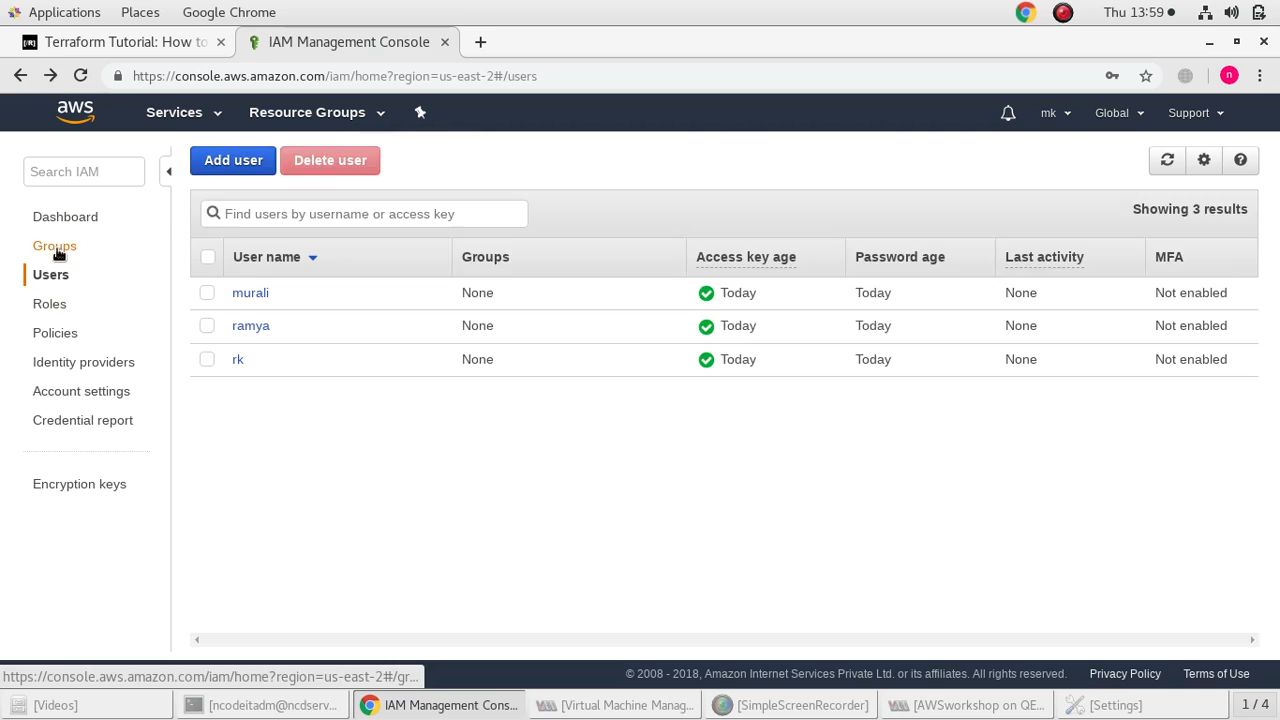 Applications Places Google Chrome Thu 13:59
Terraform Tutorial: How to IAM Management Console
https://console.aws.amazon.com/iam/home?region=us-east-2#/users n
aws Services Resource Groups mk Global Support
Search IAM
Dashboard
Groups
Users
Roles
Policies
Identity providers
Account settings
Credential report
Encryption keys
Add user Delete user
Find users by username or access key Showing 3 results
User name Groups Access key age Password age Last activity MFA
murali None Today Today None Not enabled
ramya None Today Today None Not enabled
rk None Today Today None Not enabled
https://console.aws.amazon.com/iam/home?region=us-east-2#/gr...
© 2008 - 2018, Amazon Internet Services Private Ltd. or its affiliates. All rights reserved. Privacy Policy Terms of Use
[Videos] [ncodeitadm@ncdserv... IAM Management Cons... [Virtual Machine Manag... [SimpleScreenRecorder] [AWSworkshop on QE... [Settings] 1 / 4